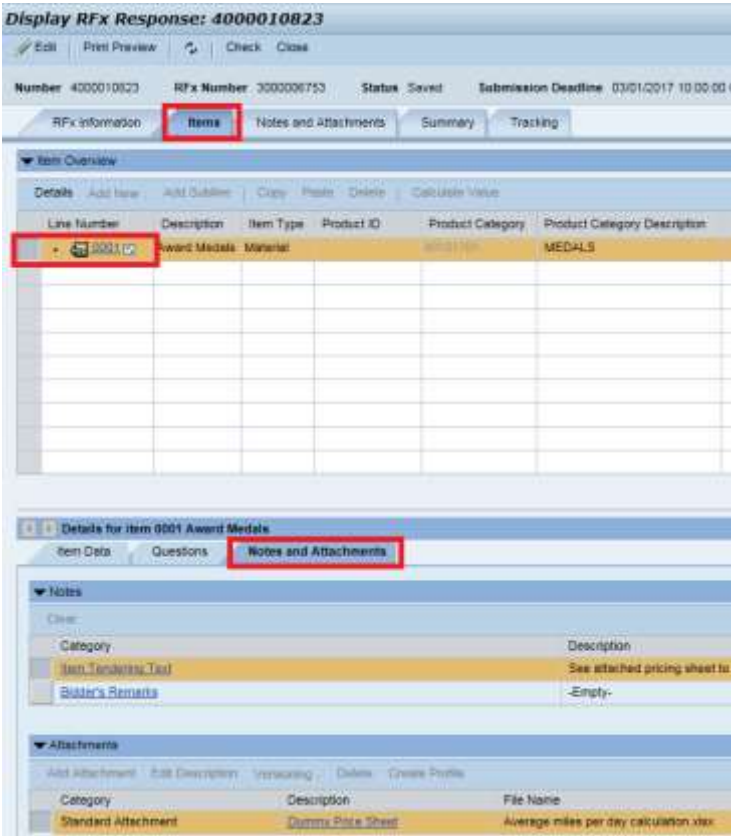 Display RFx Response: 4000010823
Edit Print Preview Check Close
Number 4000010823 RFx Number 3000006753 Status Saved Submission Deadline 03/01/2017 10:00:00
RFx Information Items Notes and Attachments Summary Tracking
Item Overview
Details Add New Add Subline Copy Paste Delete Calculate Value
Line Number Description Item Type Product ID Product Category Product Category Description
0001 Award Medals Material MEDALS
Details for item 0001 Award Medals
Item Data Questions Notes and Attachments
Notes
Clear
Category Description
Item Tendering Text See attached pricing sheet to
Bidder's Remarks -Empty-
Attachments
Add Attachment Edit Description Versioning Delete Create Profile
Category Description File Name
Standard Attachment Dummy Price Sheet Average miles per day calculation.xlsx